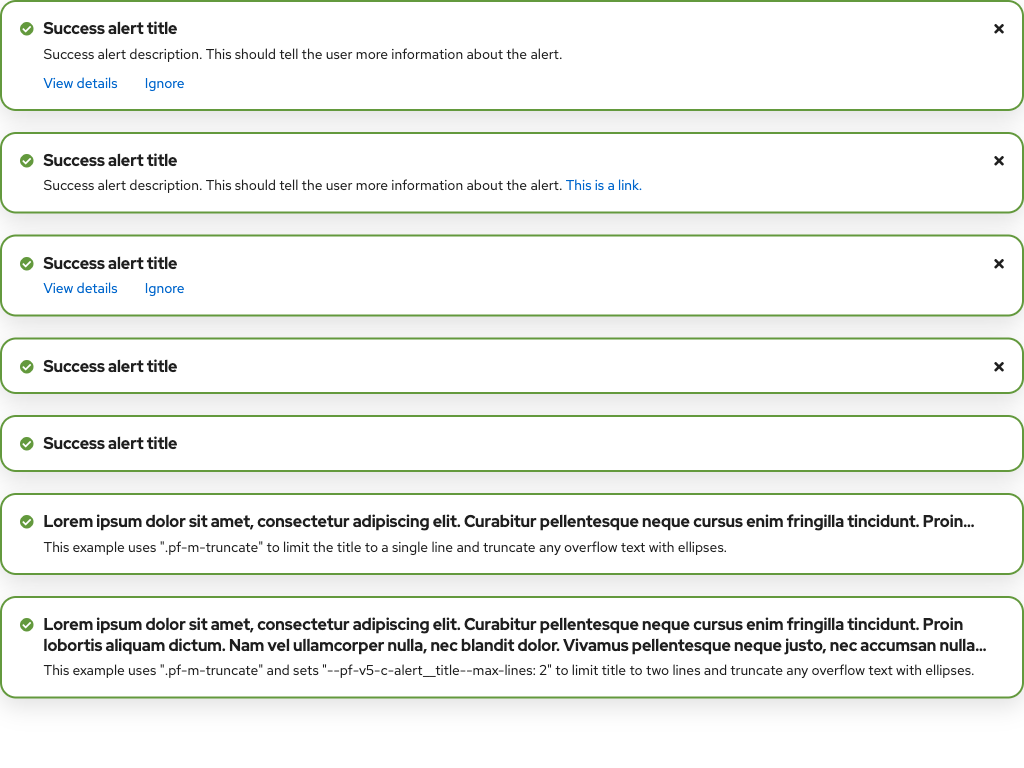 Success alert title
Success alert description. This should tell the user more information about the alert.
View details Ignore
Success alert title
Success alert description. This should tell the user more information about the alert. This is a link.
Success alert title
View details Ignore
Success alert title
Success alert title
Lorem ipsum dolor sit amet, consectetur adipiscing elit. Curabitur pellentesque neque cursus enim fringilla tincidunt. Proin...
This example uses ".pf-m-truncate" to limit the title to a single line and truncate any overflow text with ellipses.
Lorem ipsum dolor sit amet, consectetur adipiscing elit. Curabitur pellentesque neque cursus enim fringilla tincidunt. Proin
lobortis aliquam dictum. Nam vel ullamcorper nulla, nec blandit dolor. Vivamus pellentesque neque justo, nec accumsan nulla...
This example uses ".pf-m-truncate" and sets "--pf-v5-c-alert__title--max-lines: 2" to limit title to two lines and truncate any overflow text with ellipses.